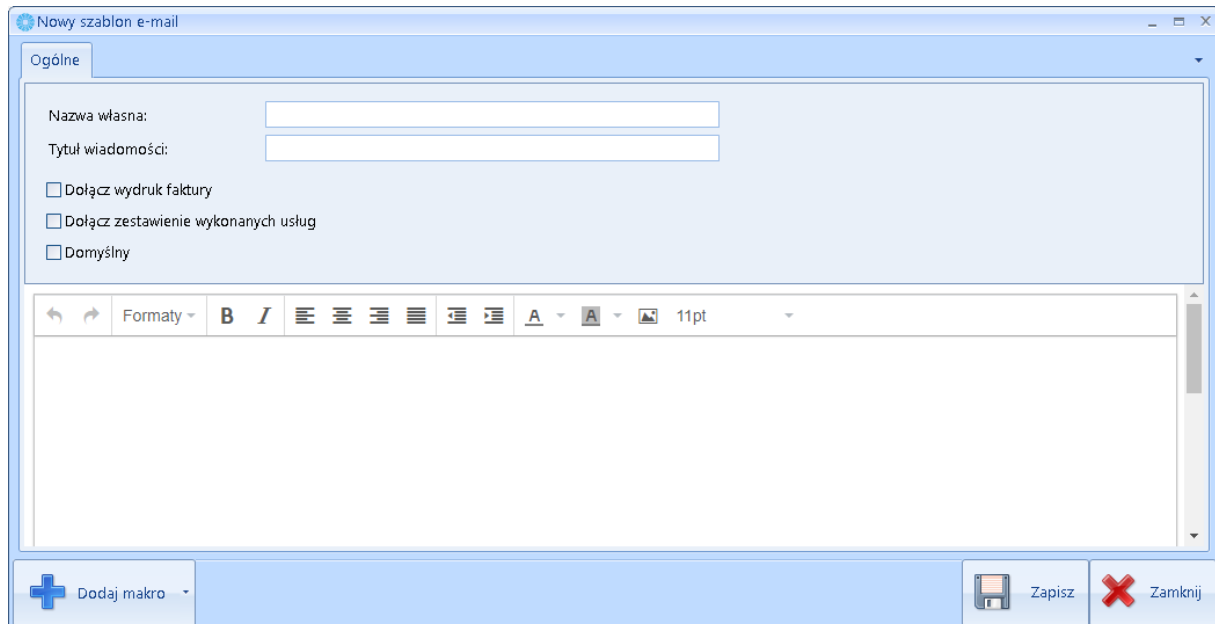 Nowy szablon e-mail
Ogólne
Nazwa własna:
Tytuł wiadomości:
Dołącz wydruk faktury
Dołącz zestawienie wykonanych usług
Domyślny
Formaty B I A A 11pt
Dodaj makro Zapisz Zamknij